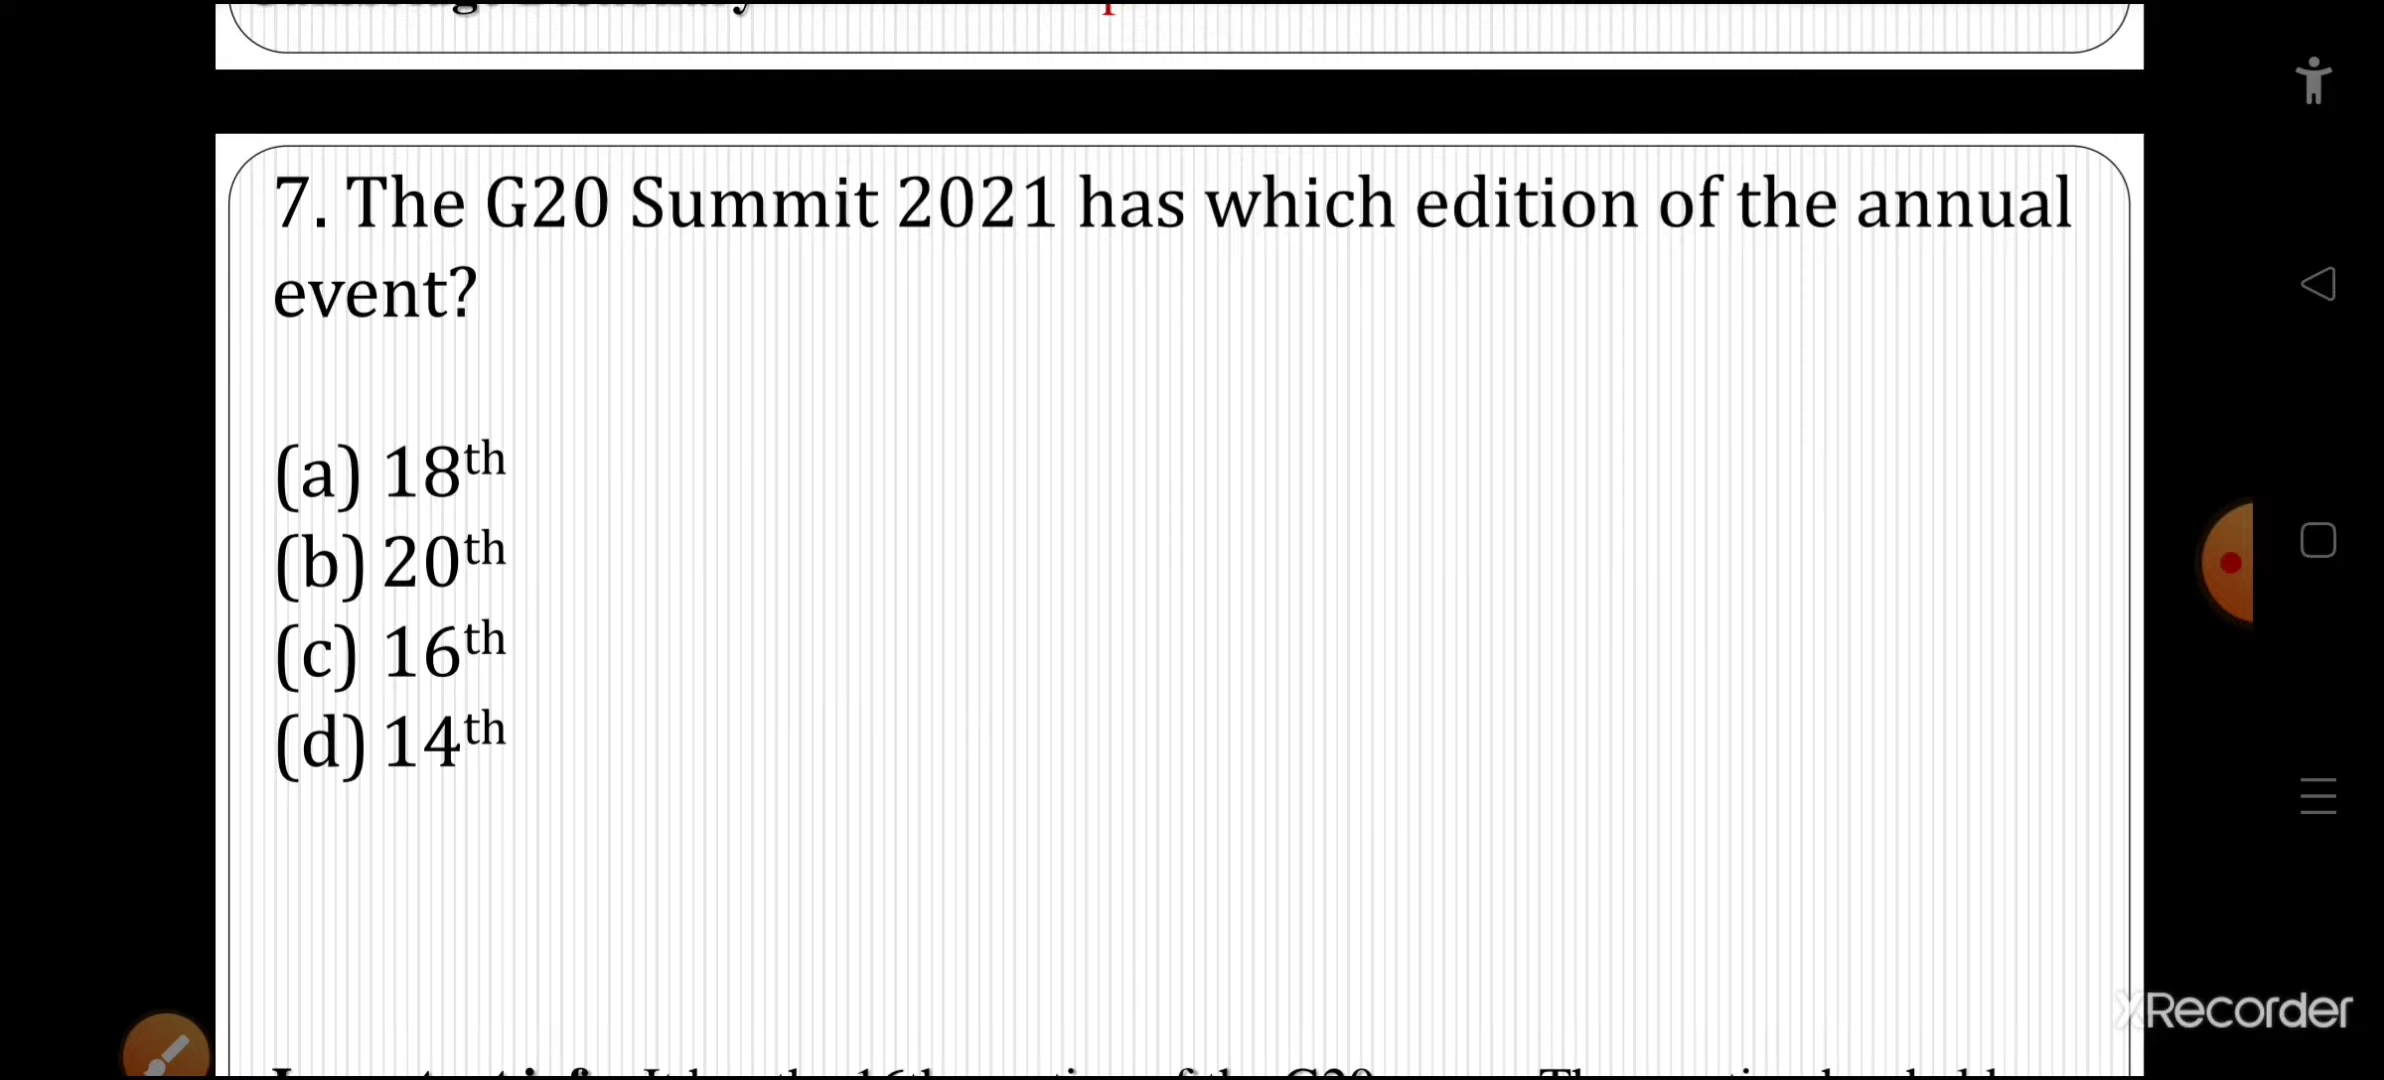 7. The G20 Summit 2021 has which edition of the annual
event?
(a) 18th
(b) 20th
(c) 16th
(d) 14th
XRecorder